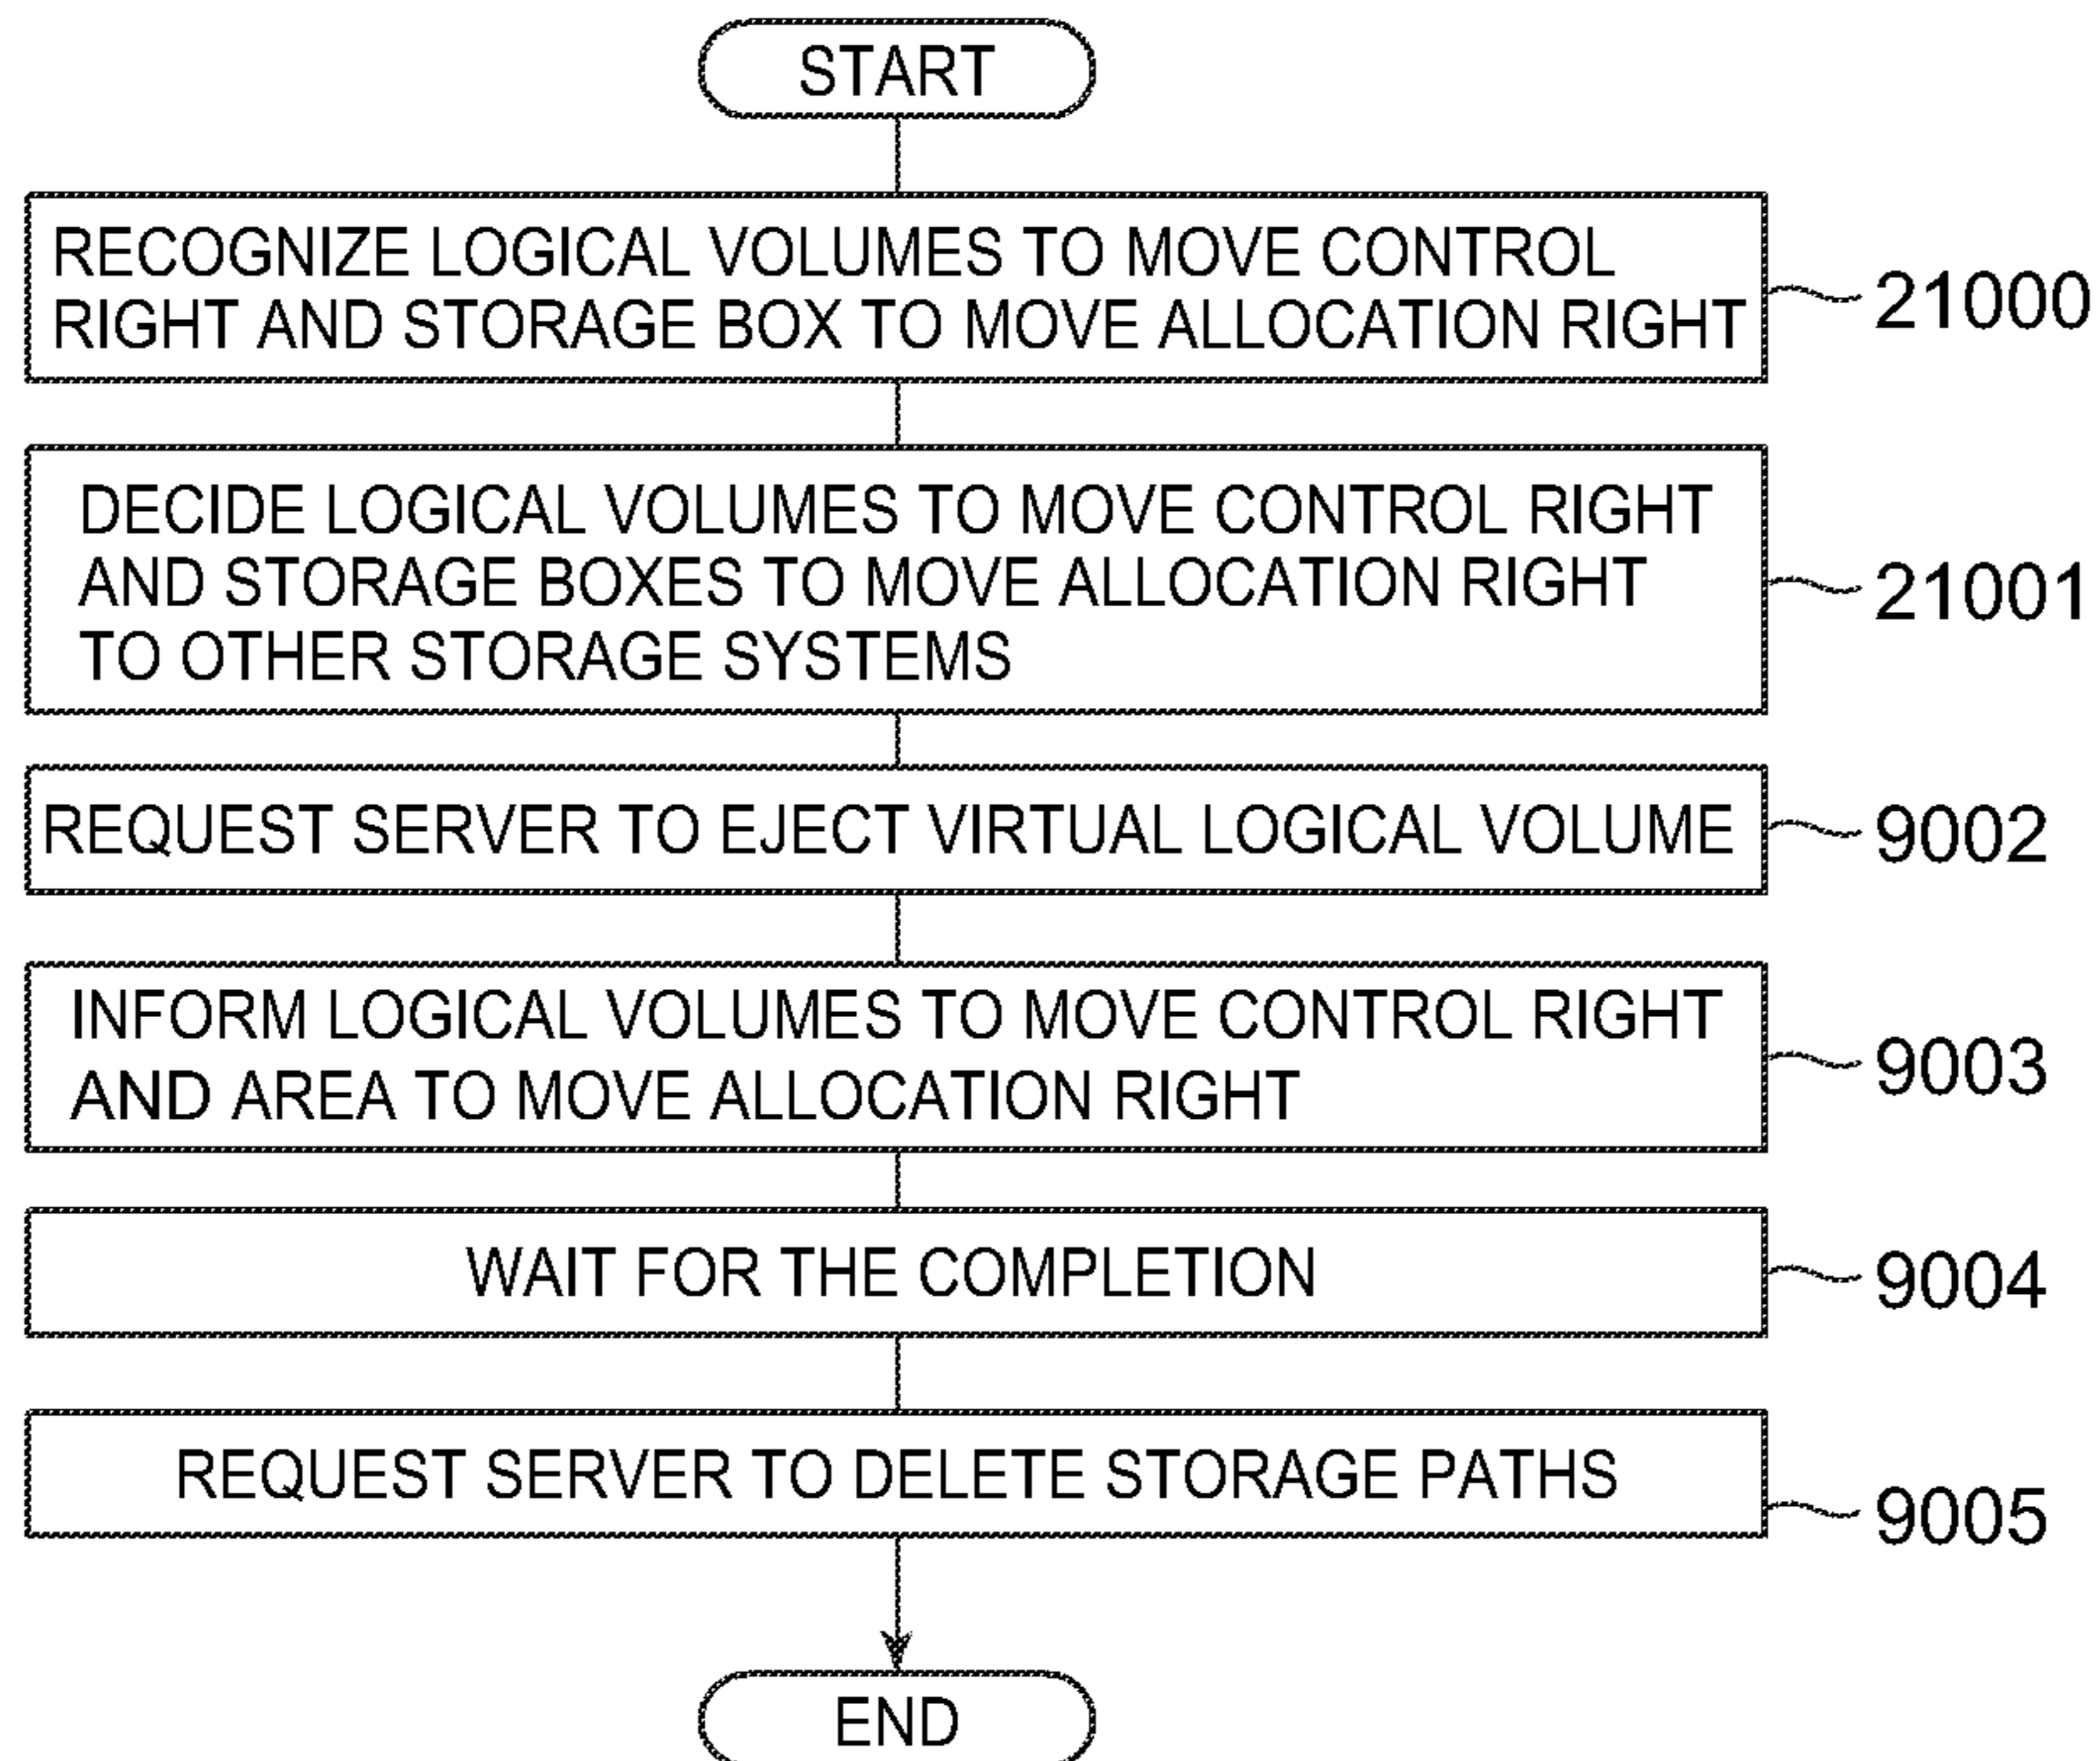 START
RECOGNIZE LOGICAL VOLUMES TO MOVE CONTROL
RIGHT AND STORAGE BOX TO MOVE ALLOCATION RIGHT
21000
DECIDE LOGICAL VOLUMES TO MOVE CONTROL RIGHT
AND STORAGE BOXES TO MOVE ALLOCATION RIGHT
TO OTHER STORAGE SYSTEMS
21001
REQUEST SERVER TO EJECT VIRTUAL LOGICAL VOLUME
9002
INFORM LOGICAL VOLUMES TO MOVE CONTROL RIGHT
AND AREA TO MOVE ALLOCATION RIGHT
9003
WAIT FOR THE COMPLETION
9004
REQUEST SERVER TO DELETE STORAGE PATHS
9005
END